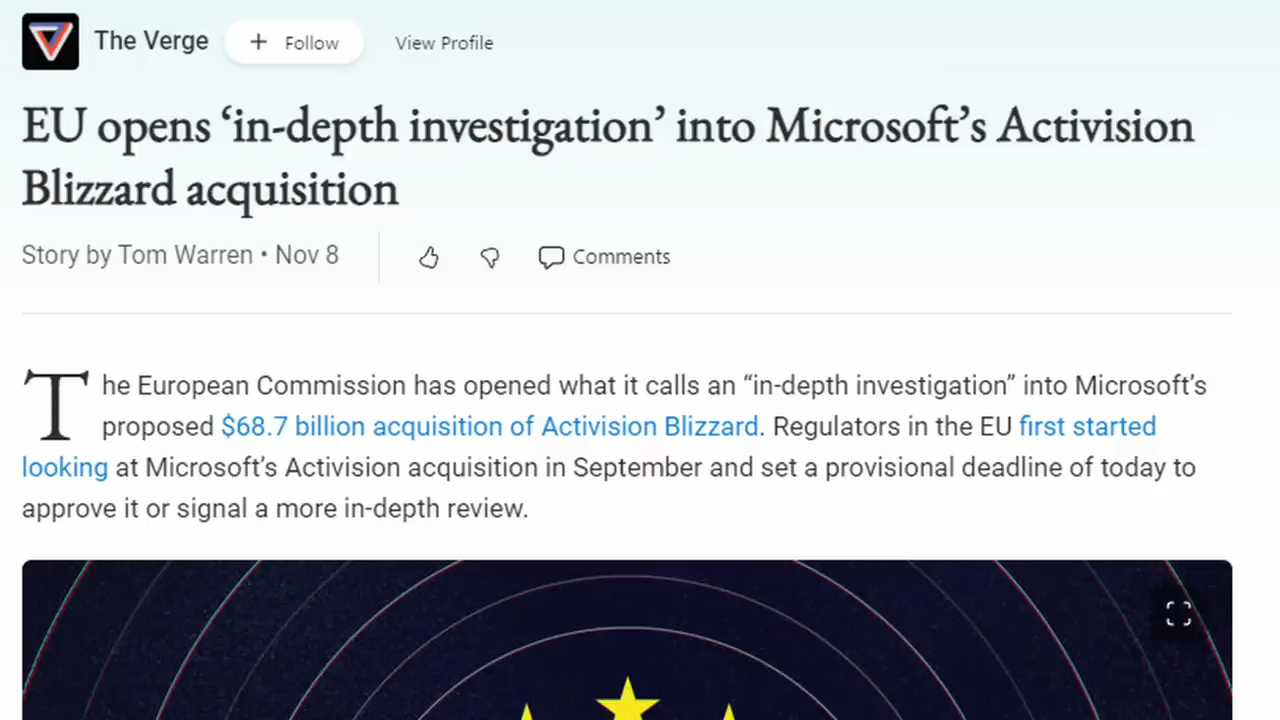 The Verge + Follow View Profile
EU opens ‘in-depth investigation’ into Microsoft’s Activision
Blizzard acquisition
Story by Tom Warren • Nov 8 Comments
The European Commission has opened what it calls an “in-depth investigation” into Microsoft’s
proposed $68.7 billion acquisition of Activision Blizzard. Regulators in the EU first started
looking at Microsoft’s Activision acquisition in September and set a provisional deadline of today to
approve it or signal a more in-depth review.